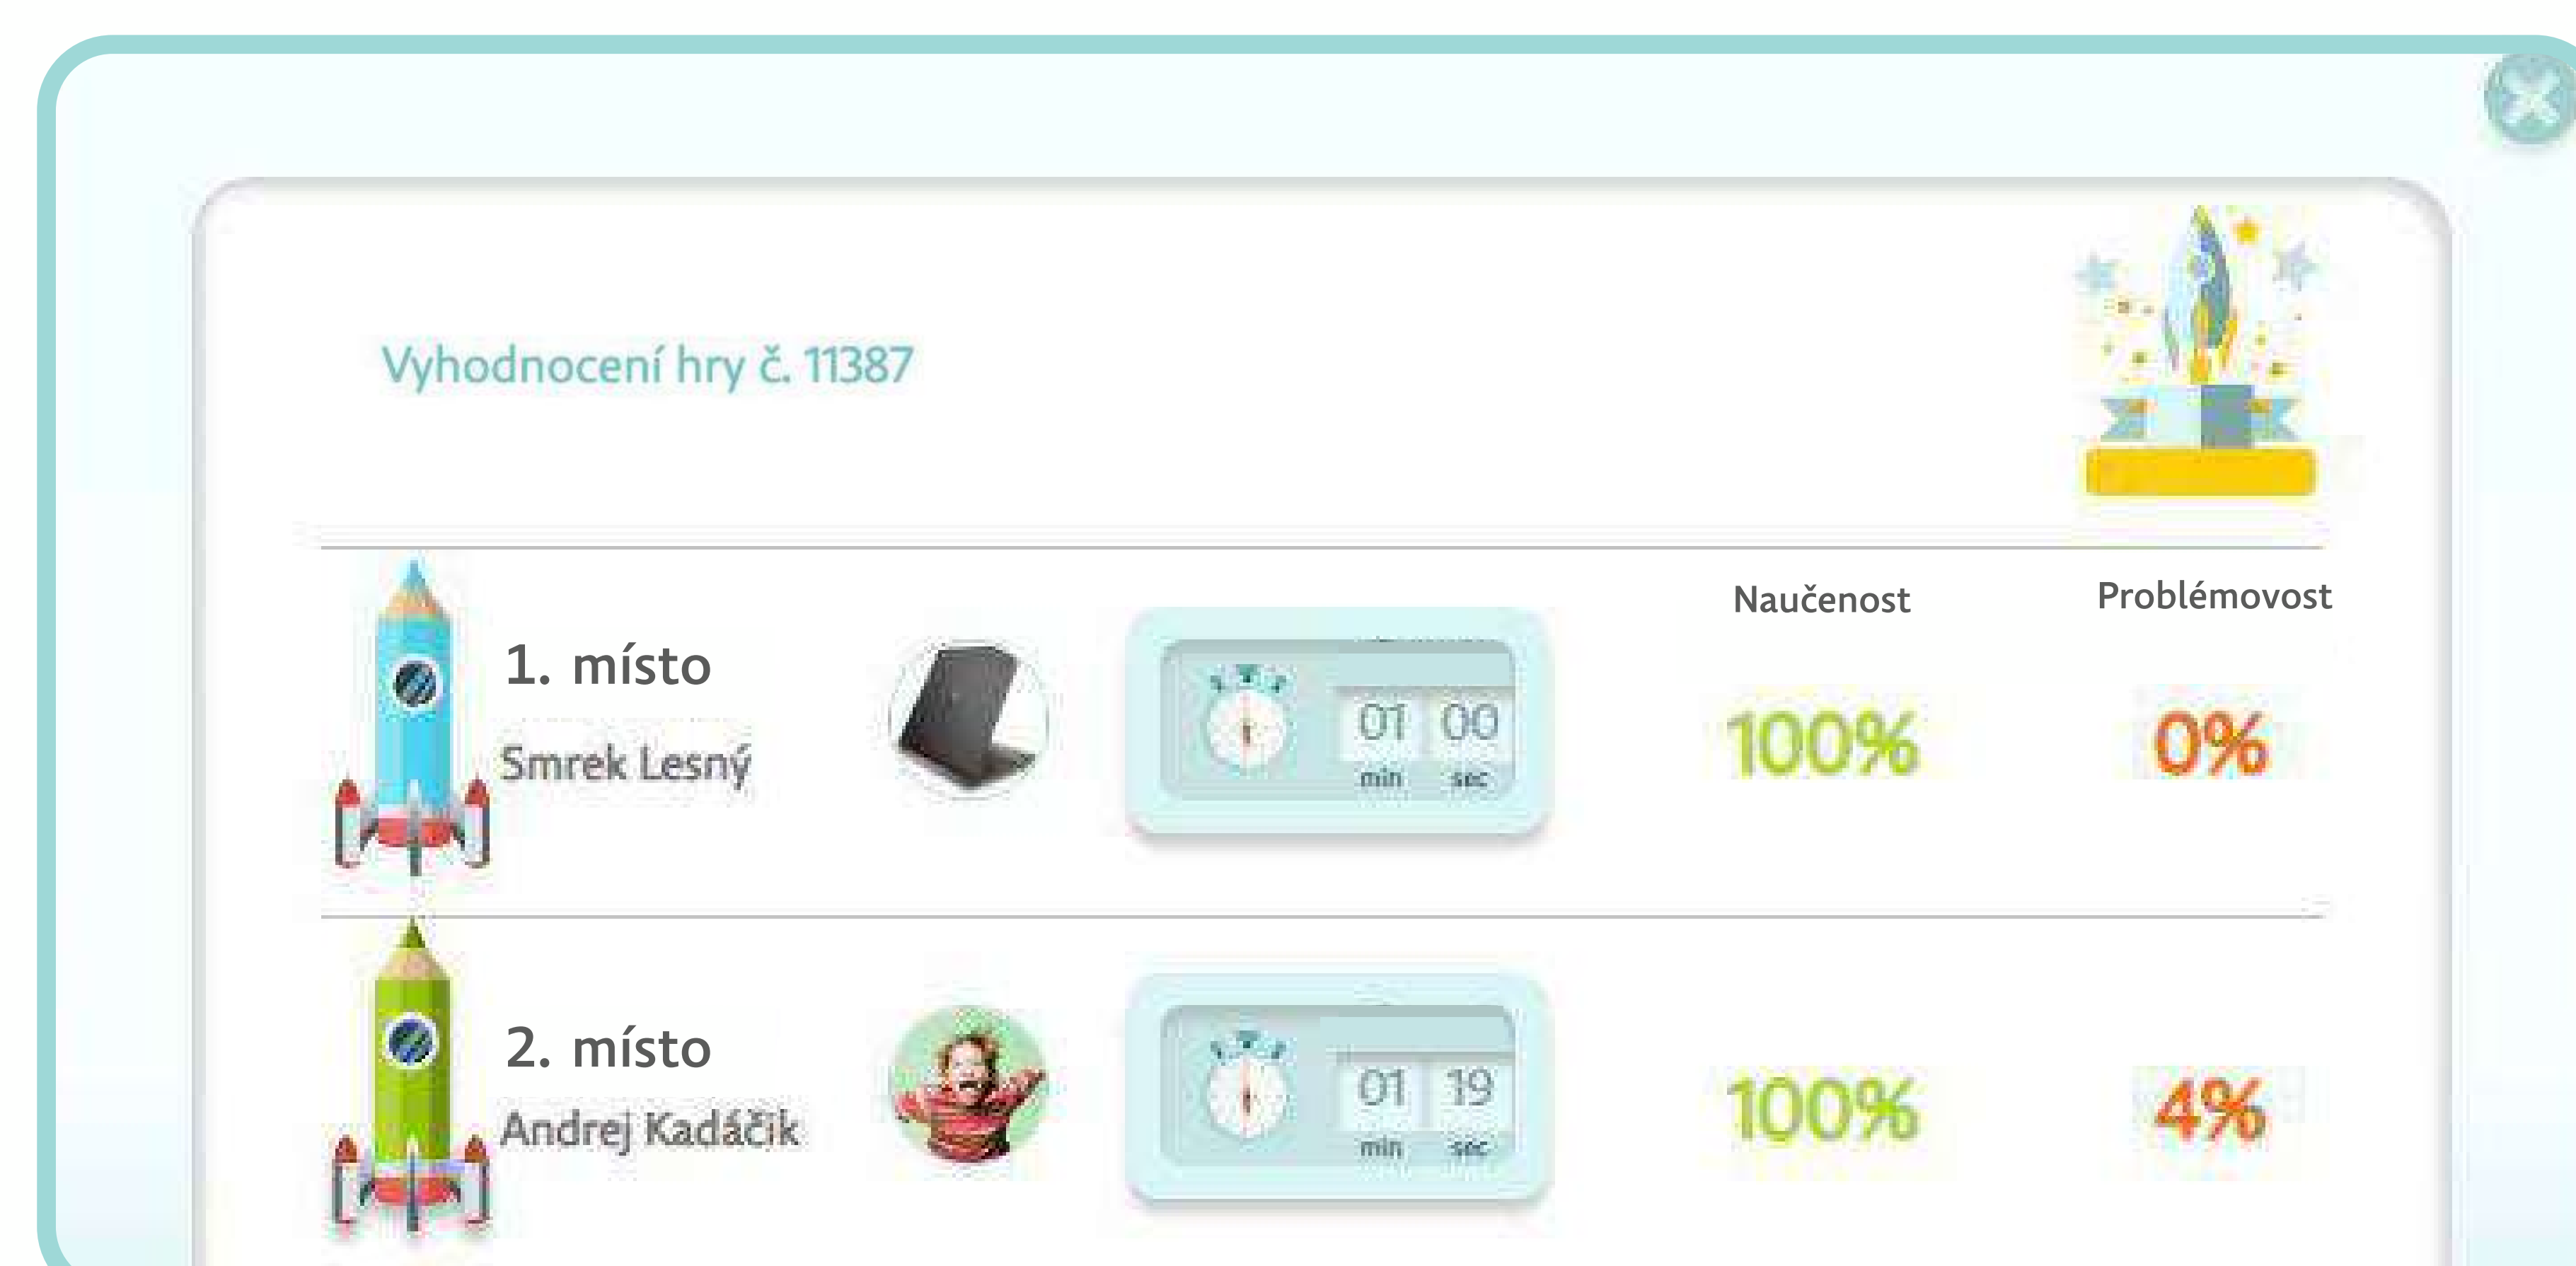 Vyhodnocení hry č. 11387
Naučenost Problémovost
1. místo
Smrek Lesný
01 00
min sec
100% 0%
2. místo
Andrej Kadáčik
01 19
min sec
100% 4%